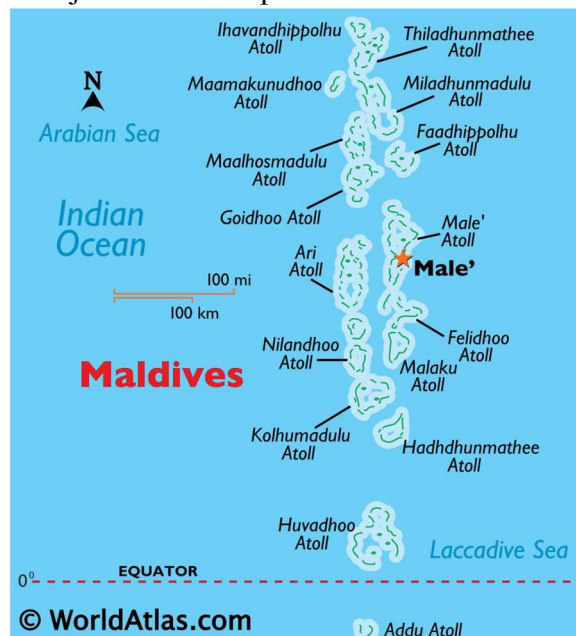 Ihavandhippolhu
Atoll
Thiladhunmathee
Atoll
Maamakunudhoo
Atoll
Miladhunmadulu
Atoll
N
Arabian Sea
Faadhippolhu
Atoll
Maalhosmadulu
Atoll
Goidhoo Atoll
Indian
Ocean
Male'
Atoll
Ari
Atoll
Male'
100 mi
100 km
Felidhoo
Atoll
Nilandhoo
Atoll
Malaku
Atoll
Maldives
Kolhumadulu
Atoll
Hadhdhunmathee
Atoll
Huvadhoo
Atoll
Laccadive Sea
EQUATOR
0°
© WorldAtlas.com
Addu Atoll